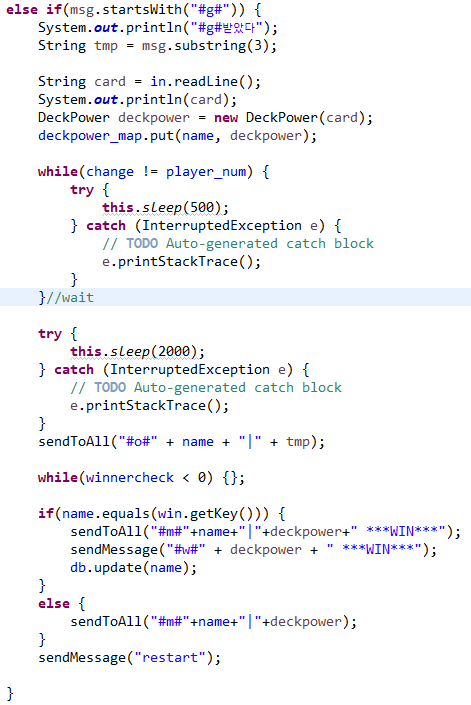 else if(msg.startsWith("#g#")) {
    System.out.println("#g#받았다");
    String tmp = msg.substring(3);

    String card = in.readLine();
    System.out.println(card);
    DeckPower deckpower = new DeckPower(card);
    deckpower_map.put(name, deckpower);

    while(change != player_num) {
        try {
            this.sleep(500);
        } catch (InterruptedException e) {
            // TODO Auto-generated catch block
            e.printStackTrace();
        }
    }//wait

    try {
        this.sleep(2000);
    } catch (InterruptedException e) {
        // TODO Auto-generated catch block
        e.printStackTrace();
    }
    sendToAll("#o#" + name + "|" + tmp);

    while(winnercheck < 0) {};

    if(name.equals(win.getKey())) {
        sendToAll("#m#"+name+"|"+deckpower+" ***WIN***");
        sendMessage("#w#" + deckpower + " ***WIN***");
        db.update(name);
    }
    else {
        sendToAll("#m#"+name+"|"+deckpower);
    }
    sendMessage("restart");

}